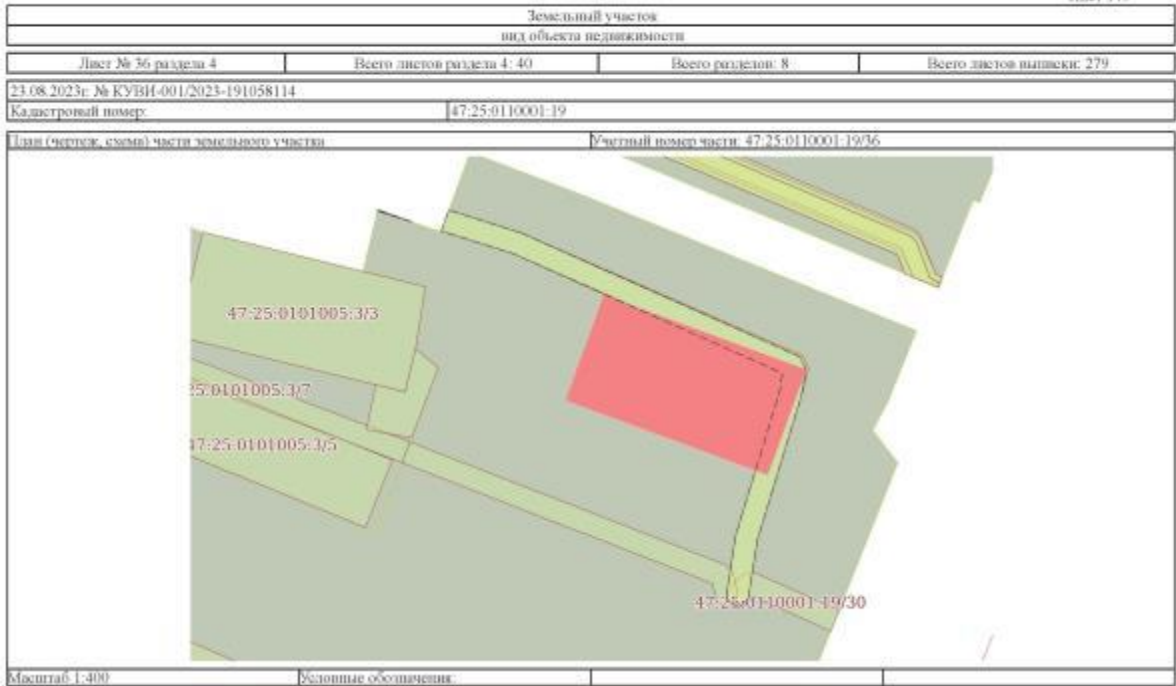 Земельный участок
вид объекта недвижимости
Лист № 36 раздела 4 Всего листов раздела 4: 40 Всего разделов: 8 Всего листов выписки: 279
23.08.2023г. № КУВИ-001/2023-191058114
Кадастровый номер: 47:25:0110001:19
План (чертеж, схема) части земельного участка Учетный номер части: 47:25:0110001:19/36
47:25:0101005:3/3
25:0101005:3/7
47:25:0101005:3/5
47:25:0110001:19/30
Масштаб 1:400 Условные обозначения: